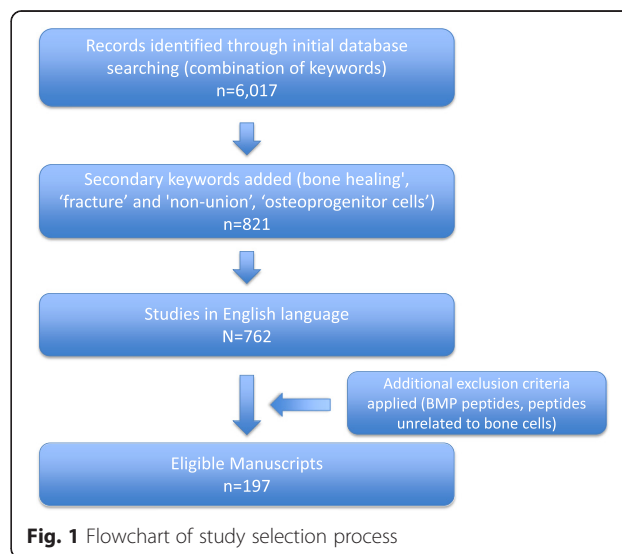 Records identified through initial database
searching (combination of keywords)
n=6,017
Secondary keywords added (bone healing',
‘fracture’ and 'non-union’, ‘osteoprogenitor cells’)
n=821
Studies in English language
N=762
Additional exclusion criteria
applied (BMP peptides, peptides
unrelated to bone cells)
Eligible Manuscripts
n=197
Fig. 1 Flowchart of study selection process